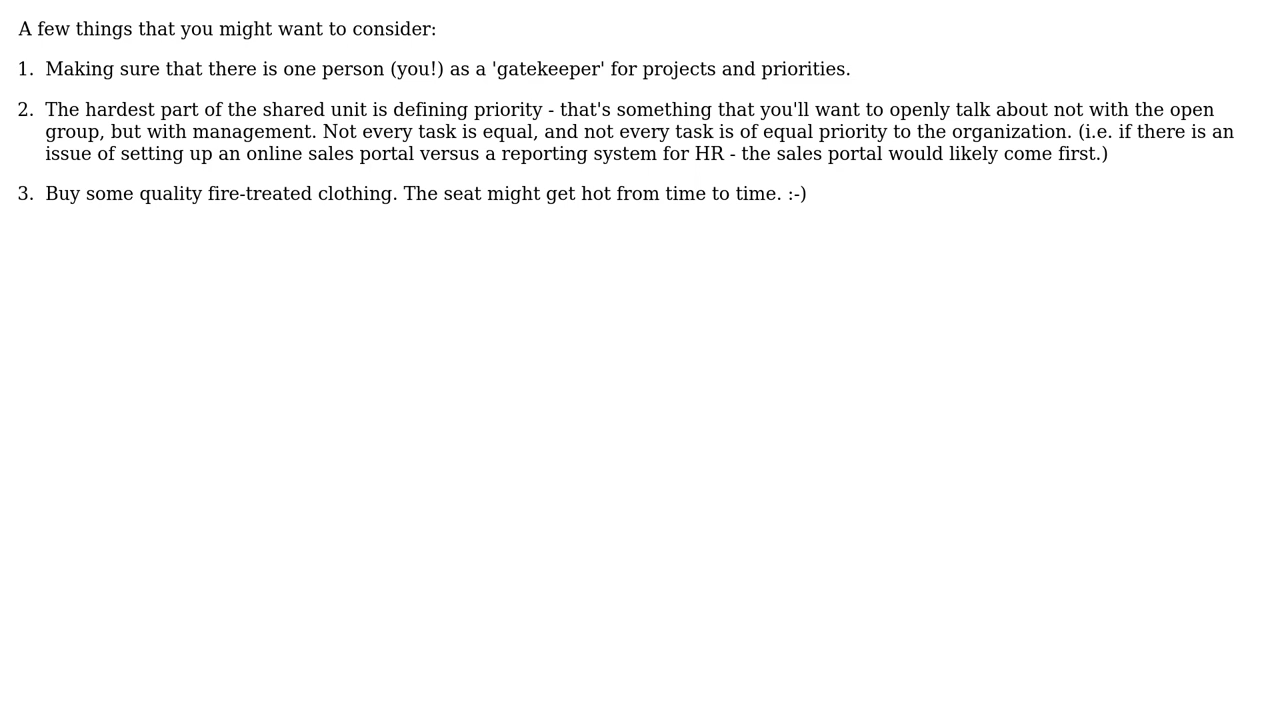 A few things that you might want to consider:
1. Making sure that there is one person (you!) as a 'gatekeeper' for projects and priorities.
2. The hardest part of the shared unit is defining priority - that's something that you'll want to openly talk about not with the open
group, but with management. Not every task is equal, and not every task is of equal priority to the organization. (i.e. if there is an
issue of setting up an online sales portal versus a reporting system for HR - the sales portal would likely come first.)
3. Buy some quality fire-treated clothing. The seat might get hot from time to time. :-)